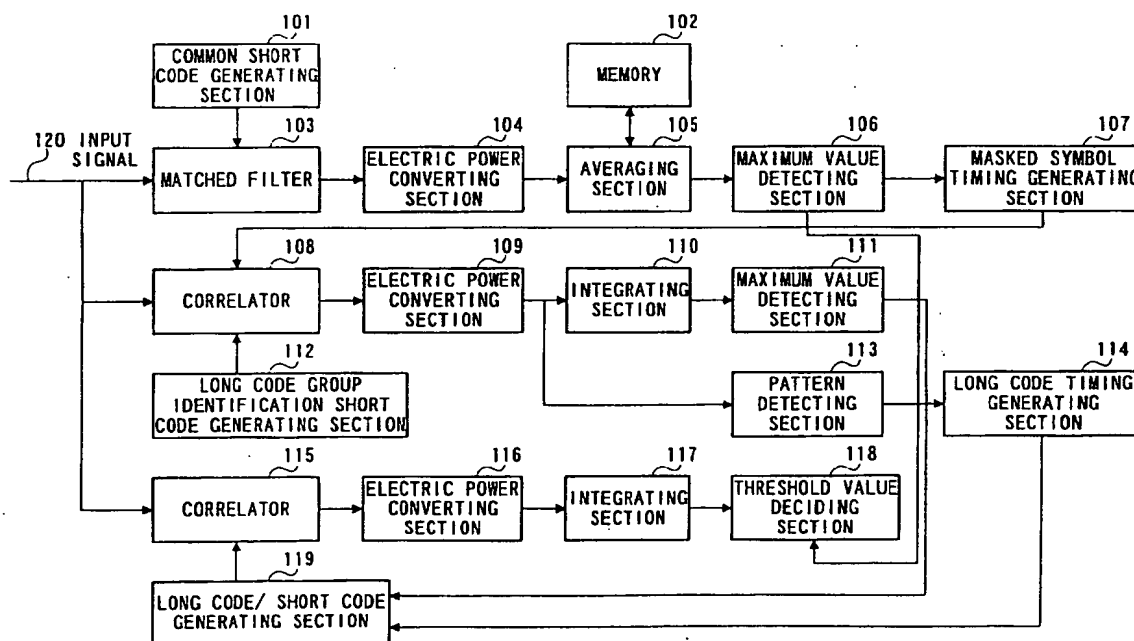 101
COMMON SHORT
CODE GENERATING
SECTION
102
MEMORY
120 INPUT
SIGNAL
103
MATCHED FILTER
104
ELECTRIC POWER
CONVERTING
SECTION
105
AVERAGING
SECTION
106
MAXIMUM VALUE
DETECTING
SECTION
107
MASKED SYMBOL
TIMING GENERATING
SECTION
108
CORRELATOR
109
ELECTRIC POWER
CONVERTING
SECTION
110
INTEGRATING
SECTION
111
MAXIMUM VALUE
DETECTING
SECTION
112
LONG CODE GROUP
IDENTIFICATION SHORT
CODE GENERATING SECTION
113
PATTERN
DETECTING
SECTION
114
LONG CODE TIMING
GENERATING
SECTION
115
CORRELATOR
116
ELECTRIC POWER
CONVERTING
SECTION
117
INTEGRATING
SECTION
118
THRESHOLD VALUE
DECIDING
SECTION
119
LONG CODE/ SHORT CODE
GENERATING SECTION